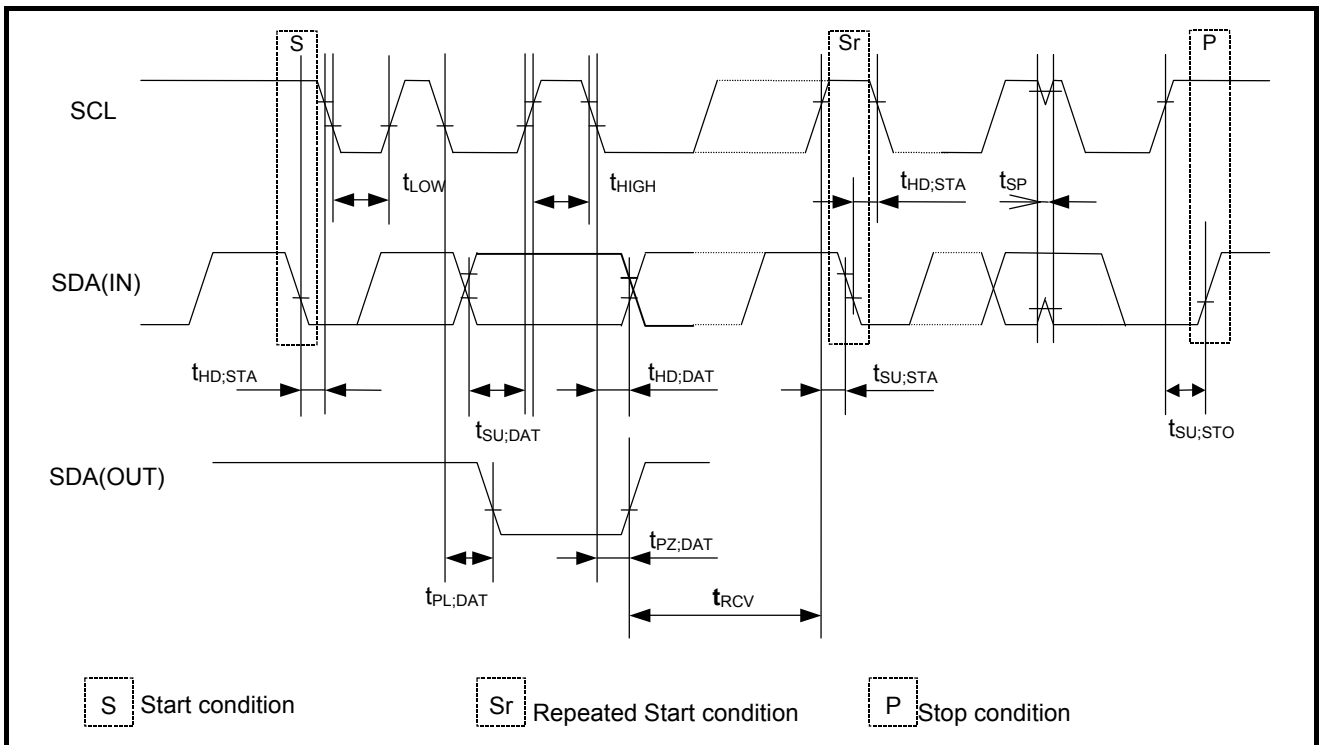 S Sr P
SCL
tLOW tHIGH tHD;STA tSP
SDA(IN)
tHD;STA tSU;DAT tHD;DAT tSU;STA tSU;STO
SDA(OUT)
tPL;DAT tPZ;DAT tRCV
S Start condition Sr Repeated Start condition P Stop condition